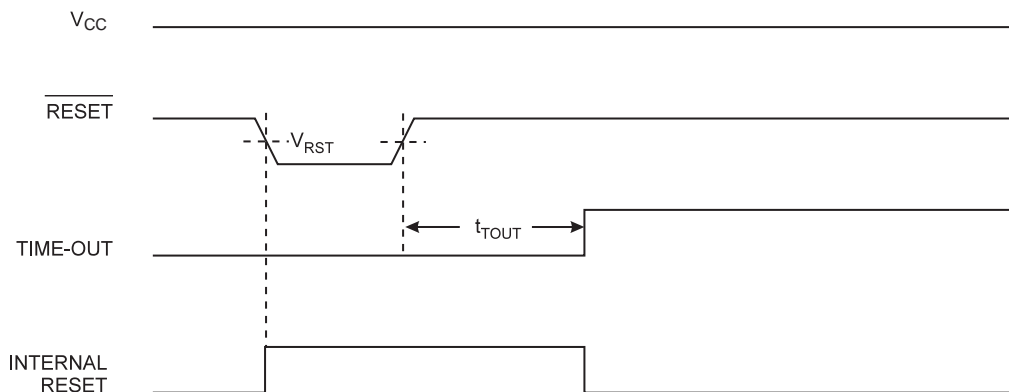 VCC
RESET
VRST
tTOUT
TIME-OUT
INTERNAL
RESET